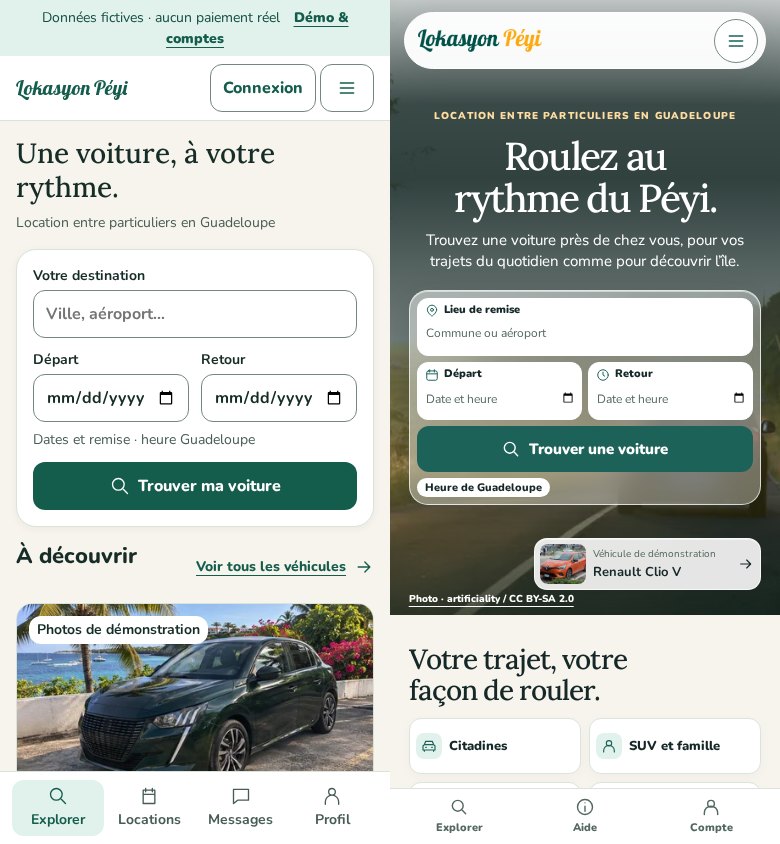 Données fictives · aucun paiement réel Démo &
comptes
Lokasyon Péyi
Connexion
Une voiture, à votre
rythme.
Location entre particuliers en Guadeloupe
Votre destination
Ville, aéroport...
Départ
Retour
mm/dd/yyyy
mm/dd/yyyy
Dates et remise · heure Guadeloupe
Trouver ma voiture
À découvrir
Voir tous les véhicules
Photos de démonstration
Explorer
Locations
Messages
Profil
Lokasyon Péyi
LOCATION ENTRE PARTICULIERS EN GUADELOUPE
Roulez au
rythme du Péyi.
Trouvez une voiture près de chez vous, pour vos
trajets du quotidien comme pour découvrir l'île.
Lieu de remise
Commune ou aéroport
Départ
Retour
Date et heure
Date et heure
Trouver une voiture
Heure de Guadeloupe
Véhicule de démonstration
Renault Clio V
Photo · artificiality / CC BY-SA 2.0
Votre trajet, votre
façon de rouler.
Citadines
SUV et famille
Explorer
Aide
Compte